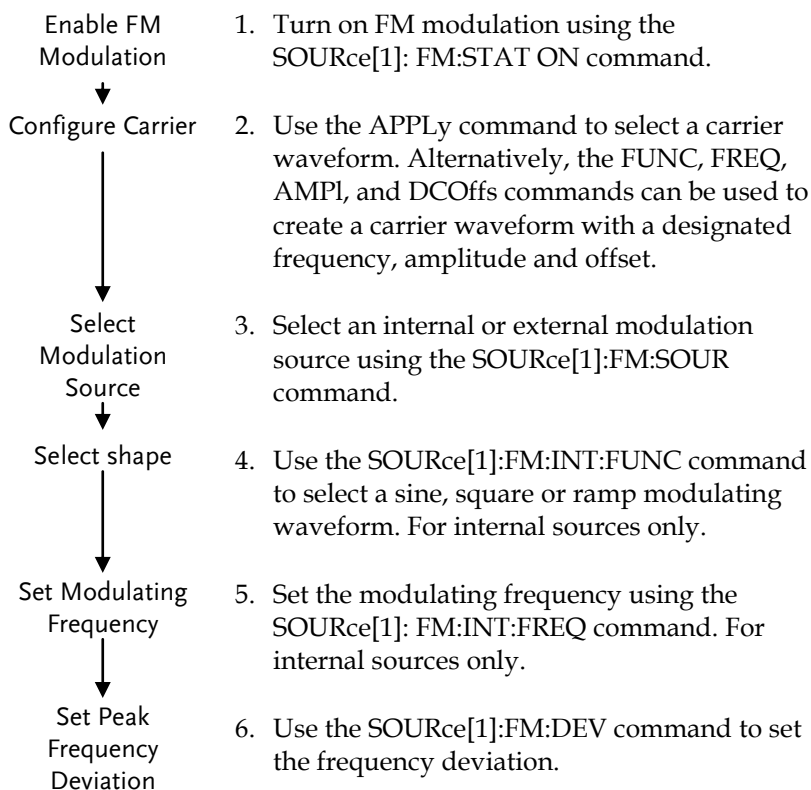 Enable FM
Modulation
1. Turn on FM modulation using the
SOURce[1]: FM:STAT ON command.
Configure Carrier
2. Use the APPLy command to select a carrier
waveform. Alternatively, the FUNC, FREQ,
AMPl, and DCOffs commands can be used to
create a carrier waveform with a designated
frequency, amplitude and offset.
Select
Modulation
Source
3. Select an internal or external modulation
source using the SOURce[1]:FM:SOUR
command.
Select shape
4. Use the SOURce[1]:FM:INT:FUNC command
to select a sine, square or ramp modulating
waveform. For internal sources only.
Set Modulating
Frequency
5. Set the modulating frequency using the
SOURce[1]: FM:INT:FREQ command. For
internal sources only.
Set Peak
Frequency
Deviation
6. Use the SOURce[1]:FM:DEV command to set
the frequency deviation.